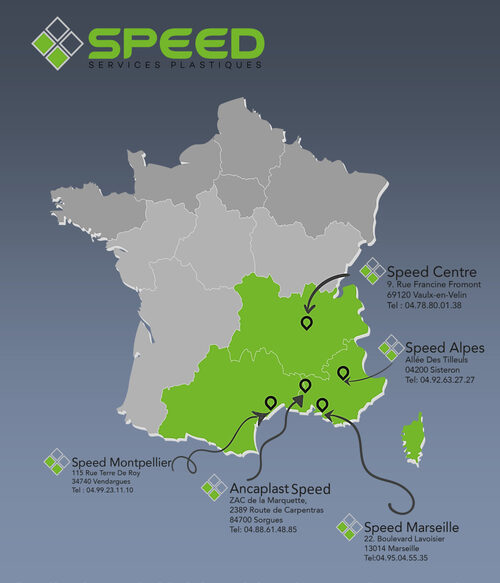 SPEED
SERVICES PLASTIQUES
Speed Centre
9. Rue Francine Fromont
69120 Vaulx-en-Velin
Tel : 04.78.80.01.38
Speed Alpes
Allée Des Tilleuls
04200 Sisteron
Tel: 04.92.63.27.27
Speed Montpellier
115 Rue Terre De Roy
34740 Vendargues
Tel : 04.99.23.11.10
Ancaplast Speed
ZAC de la Marquette,
2389 Route de Carpentras
84700 Sorgues
Tel: 04.88.61.48.85
Speed Marseille
22. Boulevard Lavoisier
13014 Marseille
Tel:04.95.04.55.35